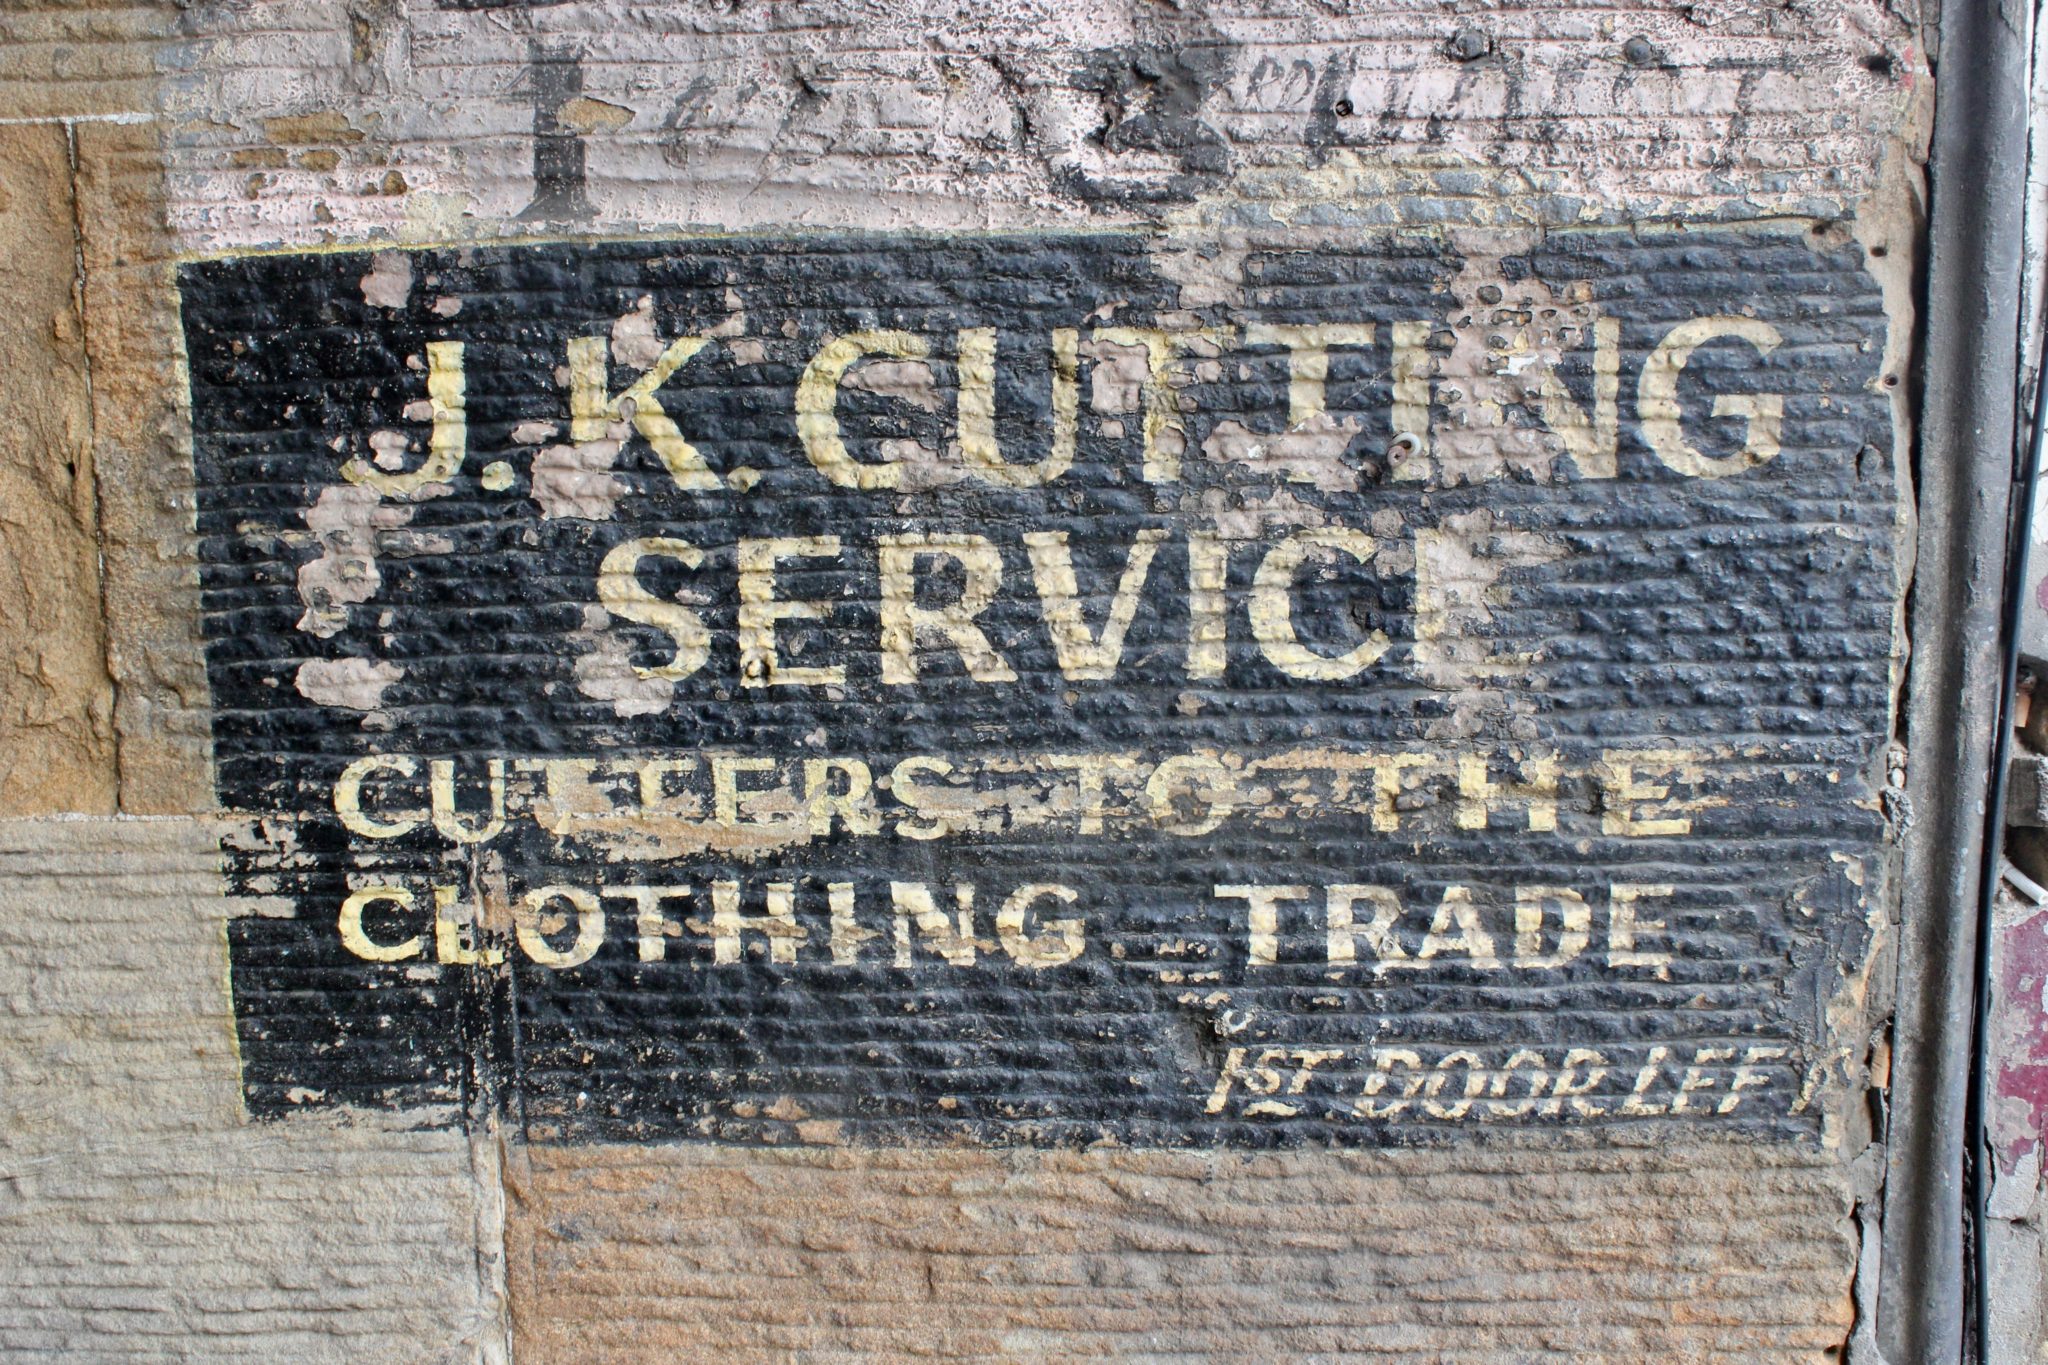 J.K. CUTTING
SERVICE
CUTTERS TO THE
CLOTHING TRADE
1ST DOOR LEFT